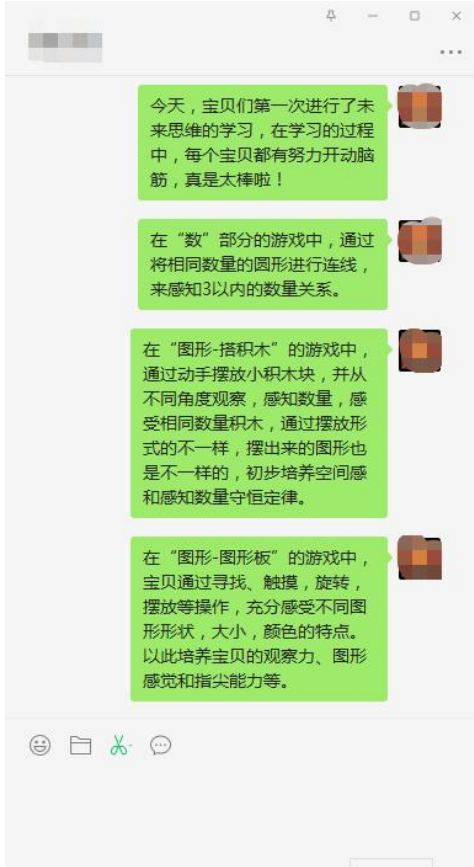 今天，宝贝们第一次进行了未
来思维的学习，在学习的过程
中，每个宝贝都有努力开动脑
筋，真是太棒啦！
在“数”部分的游戏中，通过
将相同数量的圆形进行连线，
来感知3以内的数量关系。
在“图形-搭积木”的游戏中，
通过动手摆放小积木块，并从
不同角度观察，感知数量，感
受相同数量积木，通过摆放形
式的不一样，摆出来的图形也
是不一样的，初步培养空间感
和感知数量守恒定律。
在“图形-图形板”的游戏中，
宝贝通过寻找、触摸，旋转，
摆放等操作，充分感受不同图
形形状，大小，颜色的特点。
以此培养宝贝的观察力、图形
感觉和指尖能力等。